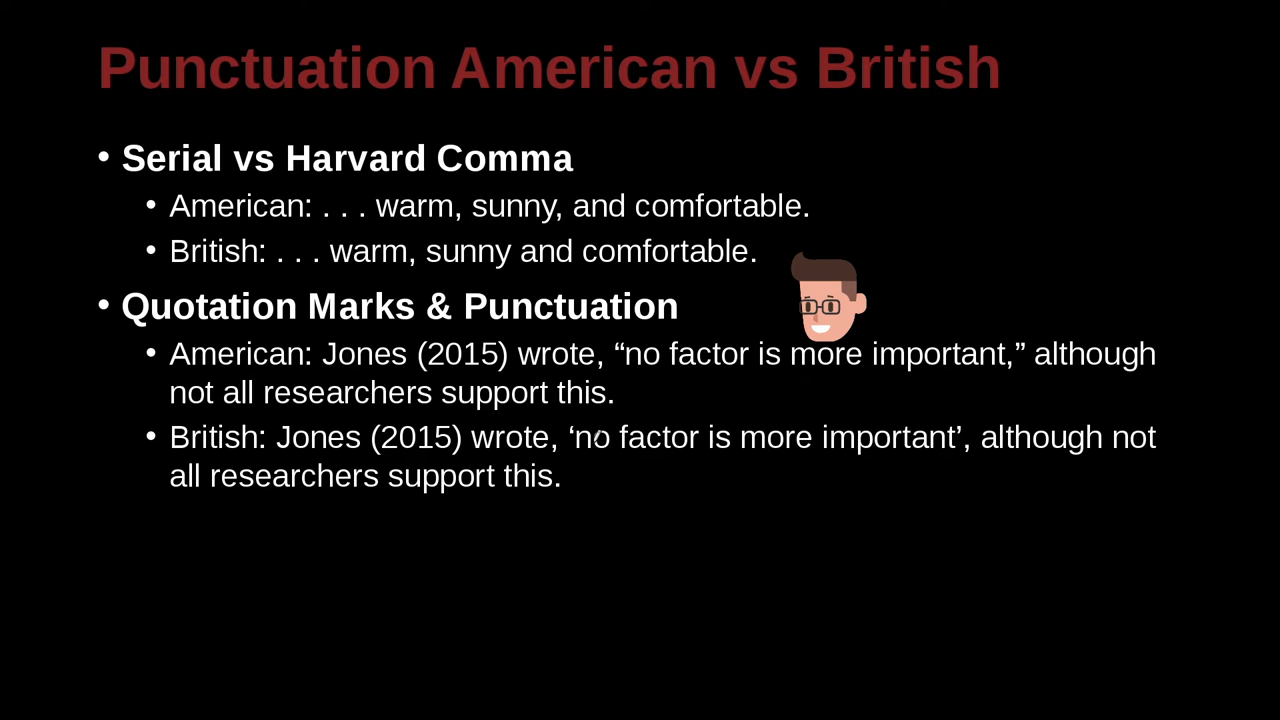 Punctuation American vs British
• Serial vs Harvard Comma
• American: . . . warm, sunny, and comfortable.
• British: . . . warm, sunny and comfortable.
• Quotation Marks & Punctuation
• American: Jones (2015) wrote, “no factor is more important,” although
not all researchers support this.
• British: Jones (2015) wrote, ‘no factor is more important’, although not
all researchers support this.